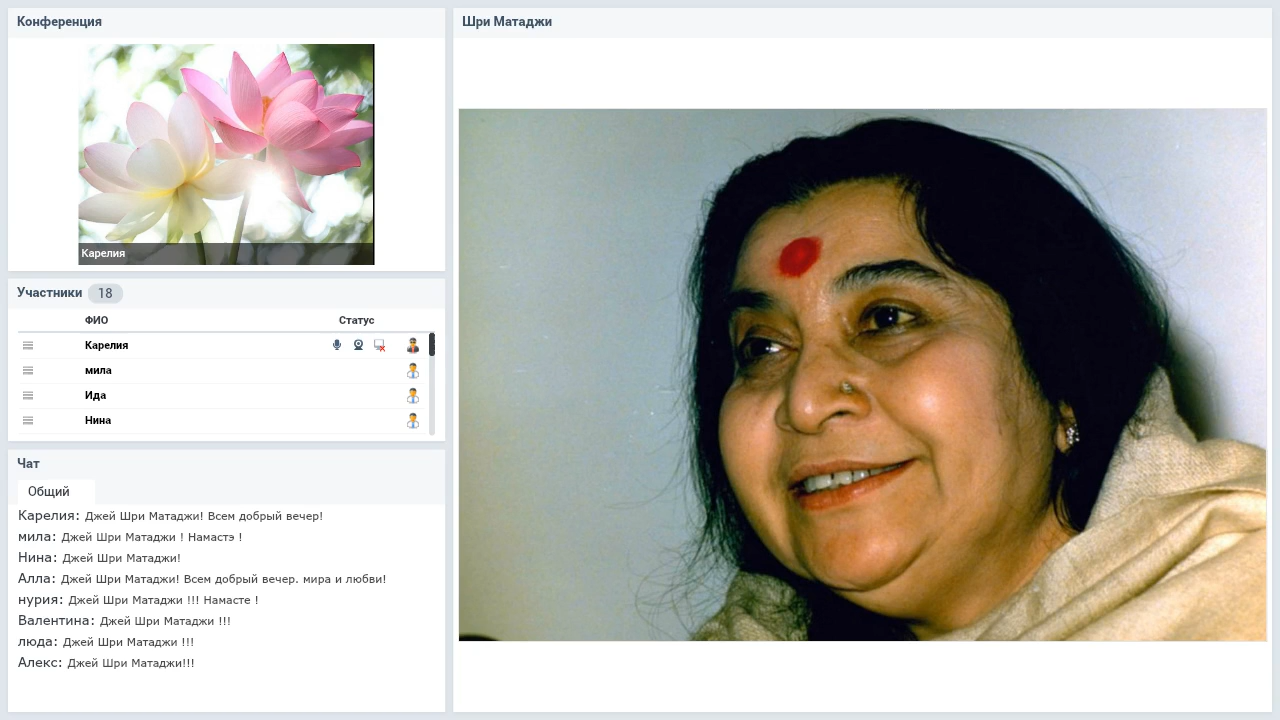 Конференция
Карелия
Участники 18
ФИО Статус
Карелия
мила
Ида
Нина
Чат
Общий
Карелия: Джей Шри Матаджи! Всем добрый вечер!
мила: Джей Шри Матаджи ! Намастэ !
Нина: Джей Шри Матаджи!
Алла: Джей Шри Матаджи! Всем добрый вечер. мира и любви!
нурия: Джей Шри Матаджи !!! Намасте !
Валентина: Джей Шри Матаджи !!!
люда: Джей Шри Матаджи !!!
Алекс: Джей Шри Матаджи!!!
Шри Матаджи